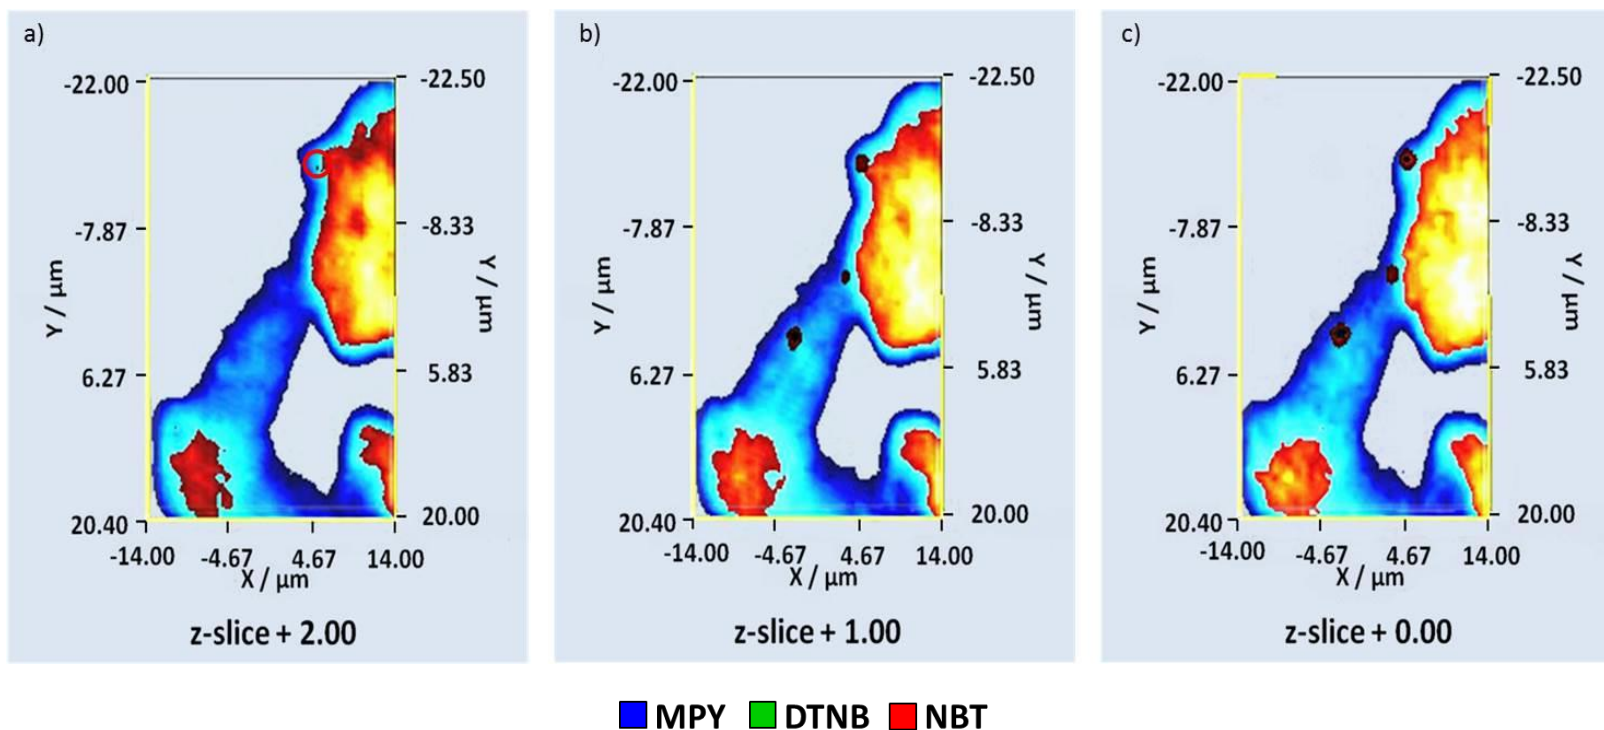 a)
-22.00
-7.87
6.27
20.40
Y / µm
-22.50
-8.33
5.83
20.00
Y / µm
-14.00 -4.67 4.67 14.00
X / µm
z-slice + 2.00
b)
-22.00
-7.87
6.27
20.40
Y / µm
-22.50
-8.33
5.83
20.00
Y / µm
-14.00 -4.67 4.67 14.00
X / µm
z-slice + 1.00
c)
-22.00
-7.87
6.27
20.40
Y / µm
-22.50
-8.33
5.83
20.00
Y / µm
-14.00 -4.67 4.67 14.00
X / µm
z-slice + 0.00
MPY DTNB NBT